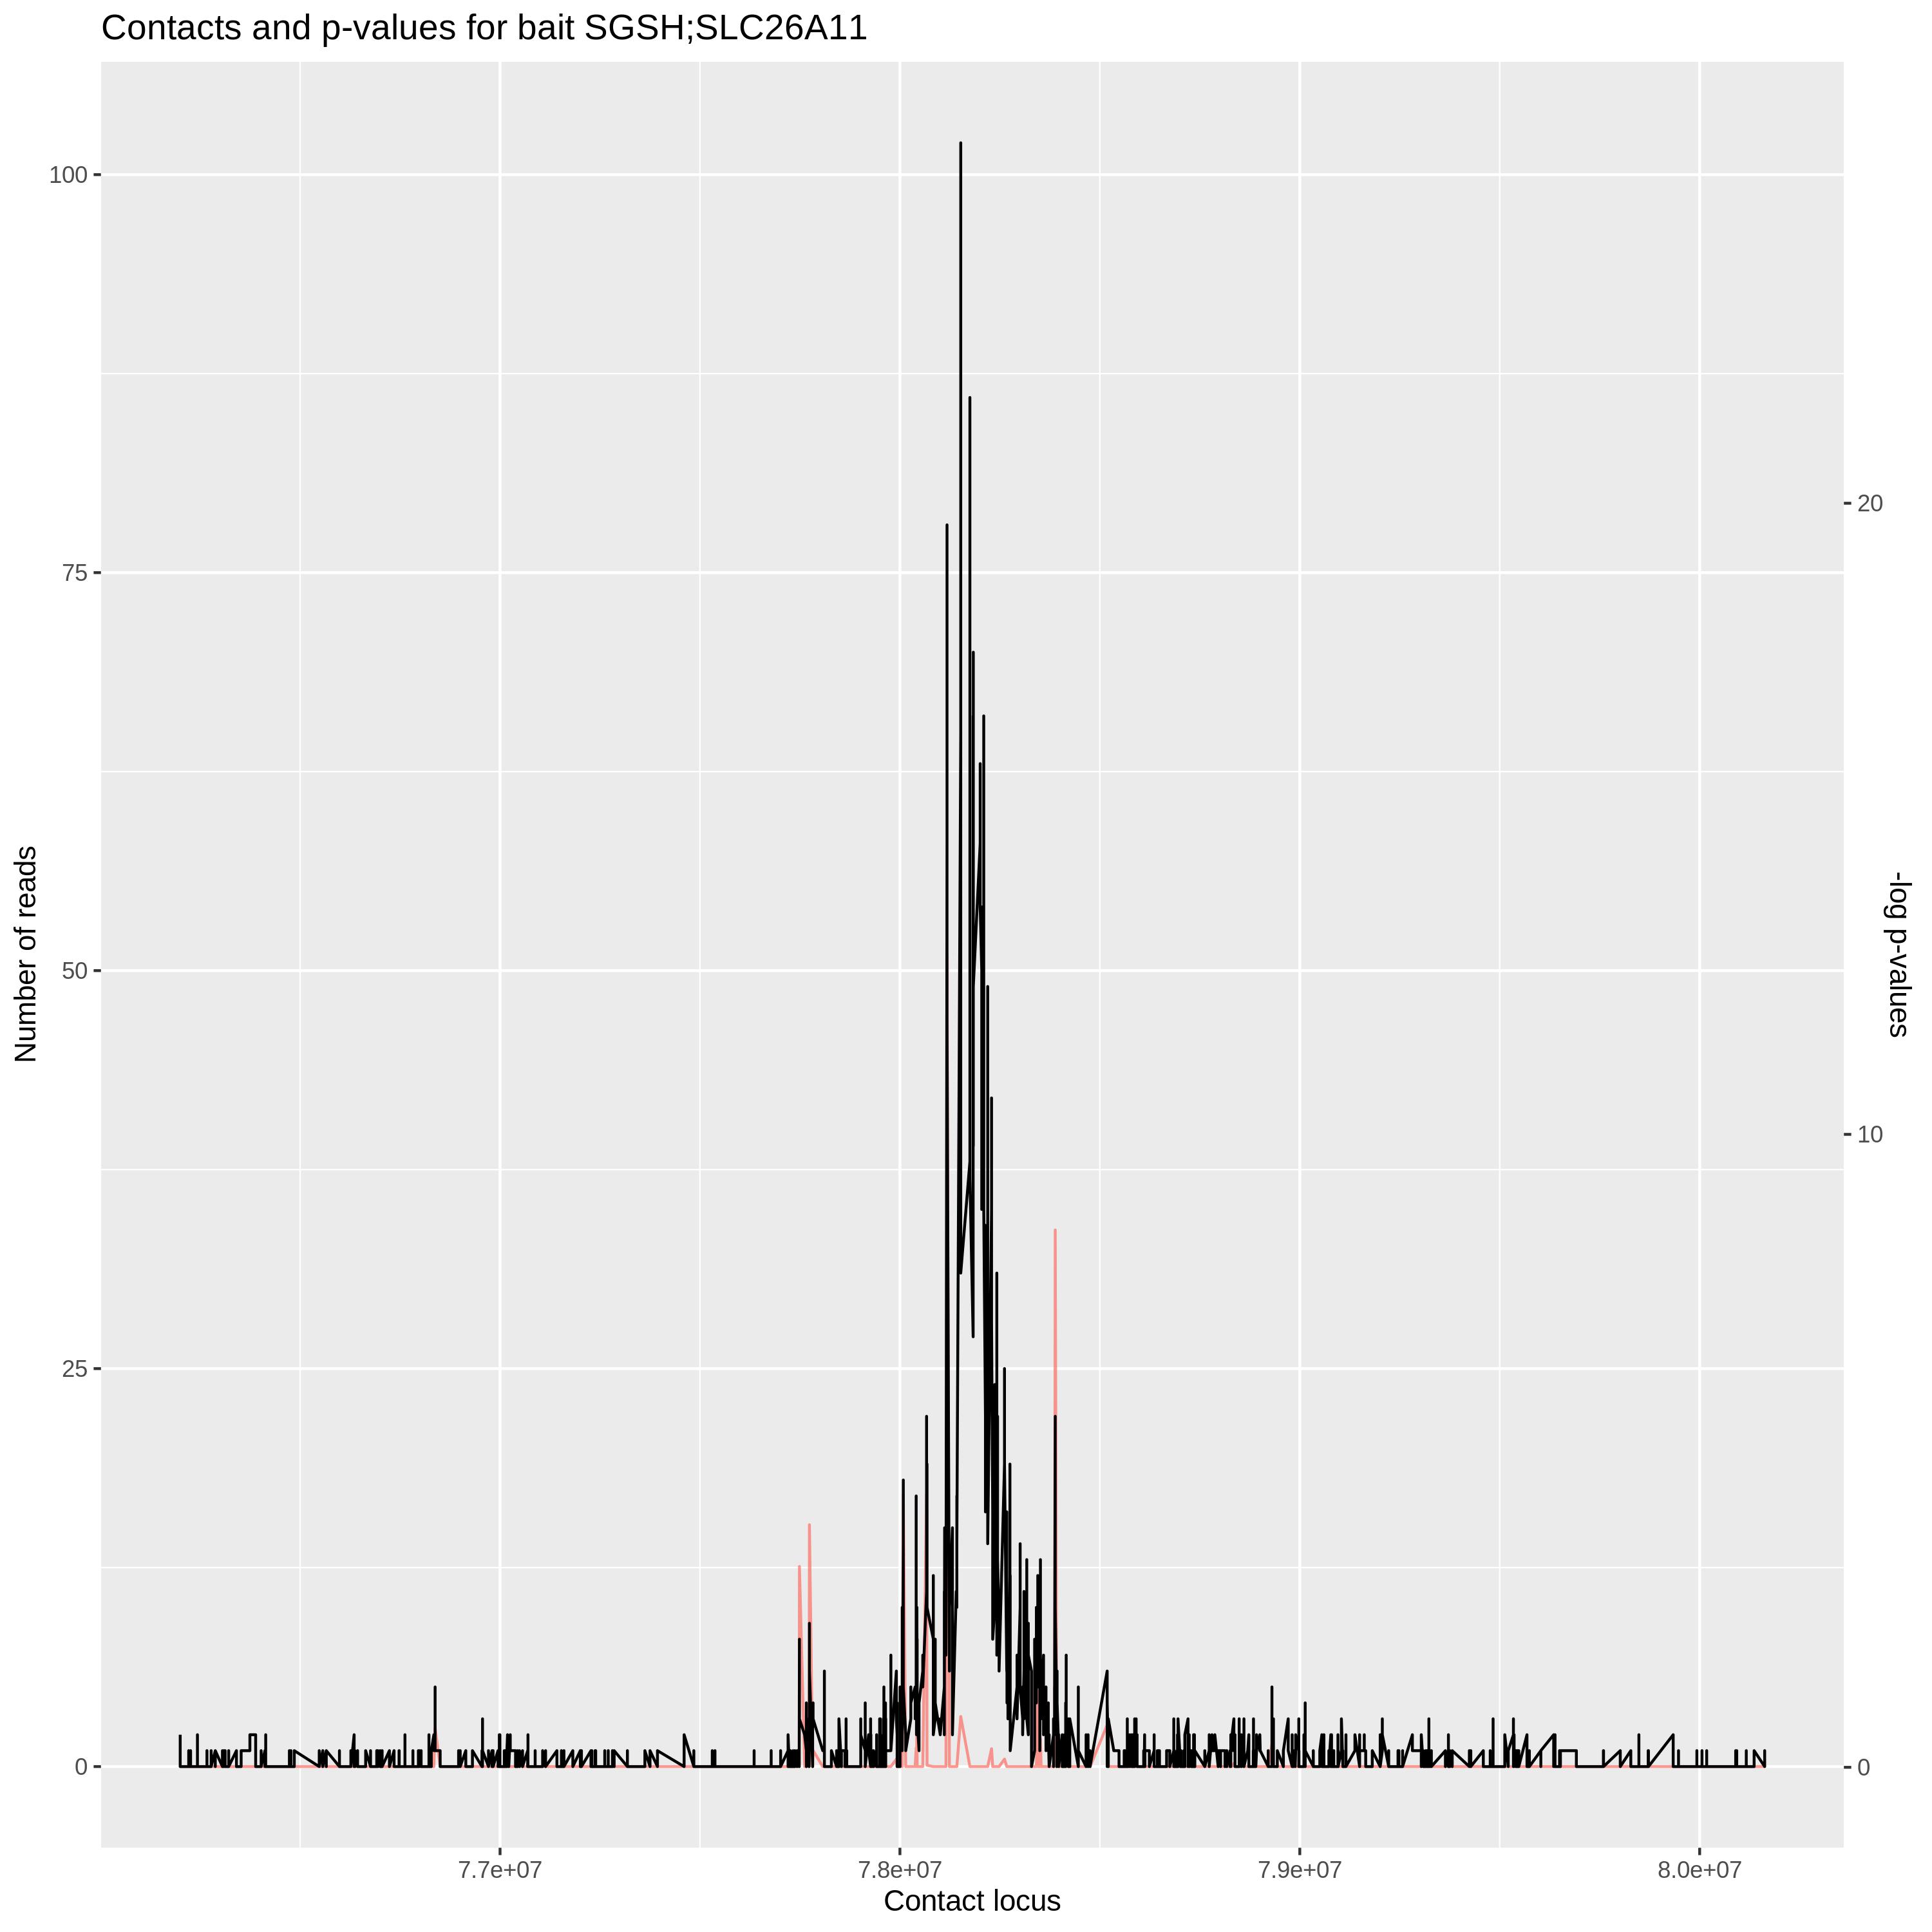 Contacts and p-values for bait SGSH;SLC26A11
100
75
50
25
0
Number of reads
20
10
0
-log p-values
7.7e+07
7.8e+07
7.9e+07
8.0e+07
Contact locus